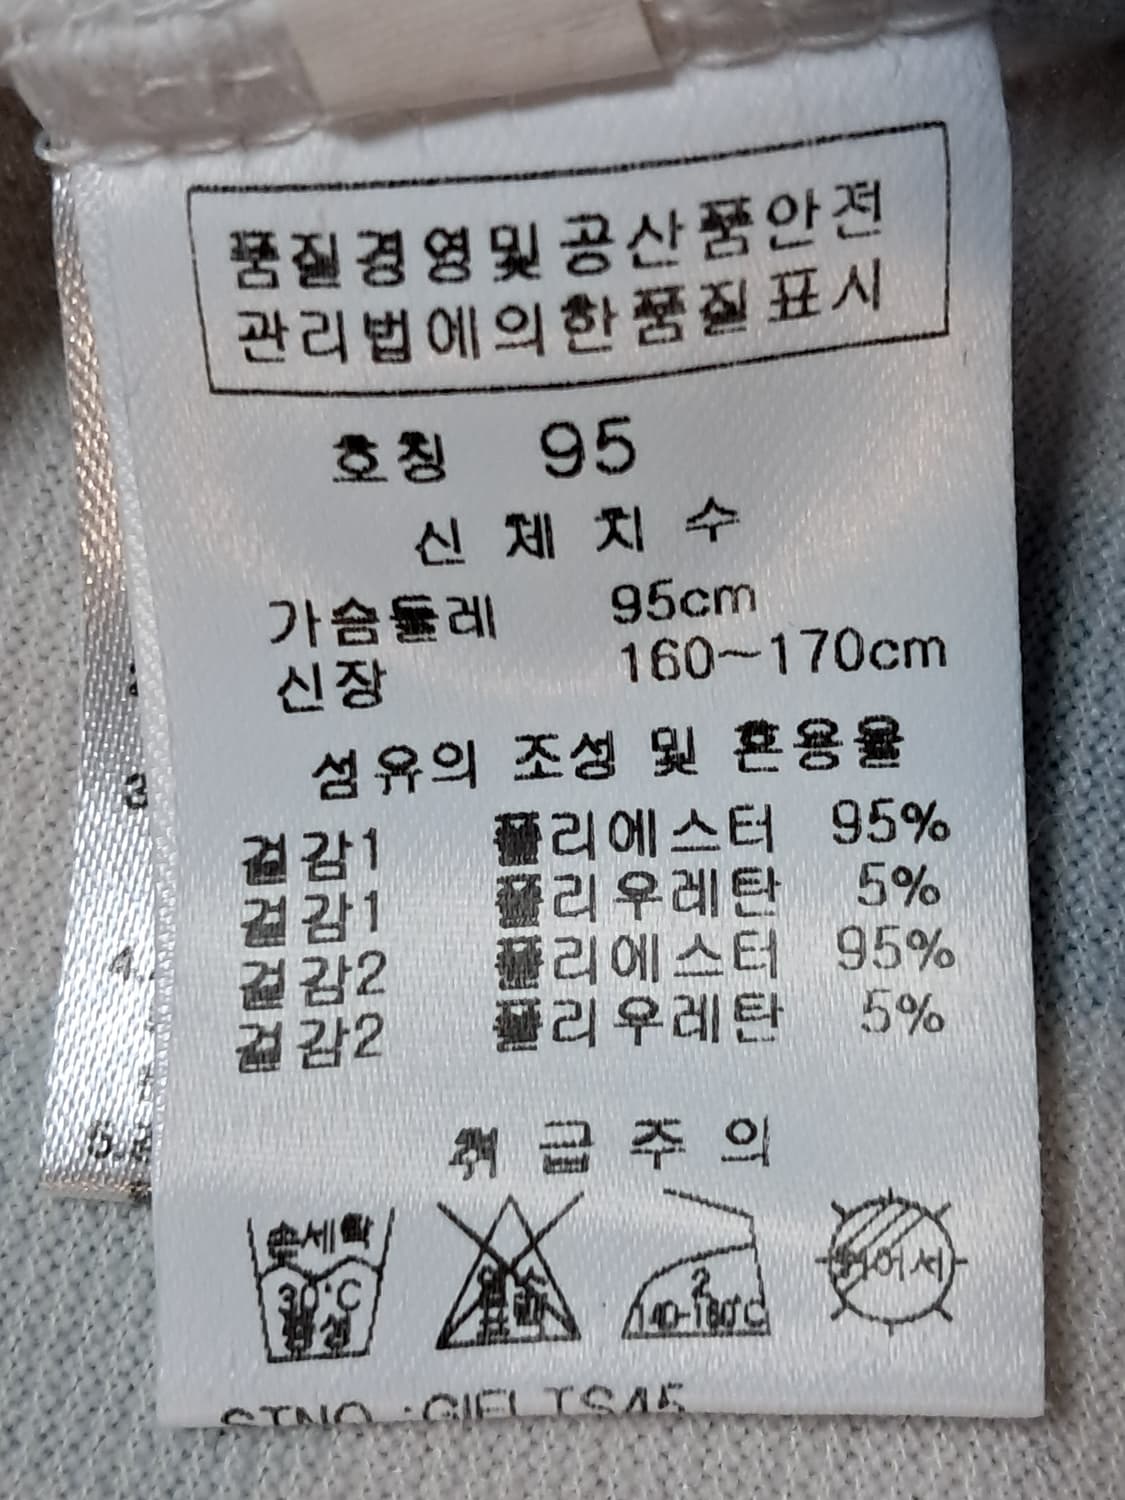 품질경영및공산품안전
관리법에의한품질표시
호칭 95
신 체 치 수
가슴둘레 95cm
신장 160~170cm
섬유의 조성 및 혼용율
겉감1 폴리에스터 95%
겉감1 폴리우레탄 5%
겉감2 폴리에스터 95%
겉감2 폴리우레탄 5%
취 급 주 의
손세탁
30°C
중성
염소
표백
2
140-160°C
뉘어서
4.
5.